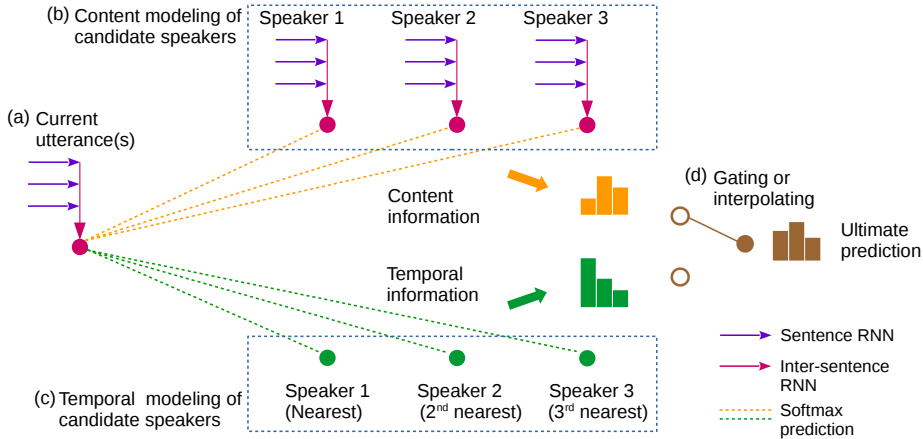 (b) Content modeling of
candidate speakers
Speaker 1
Speaker 2
Speaker 3
(a) Current
utterance(s)
Content
information
(d) Gating or
interpolating
Ultimate
prediction
Temporal
information
Sentence RNN
Inter-sentence
RNN
Softmax
prediction
(c) Temporal modeling of
candidate speakers
Speaker 1
(Nearest)
Speaker 2
(2nd nearest)
Speaker 3
(3rd nearest)